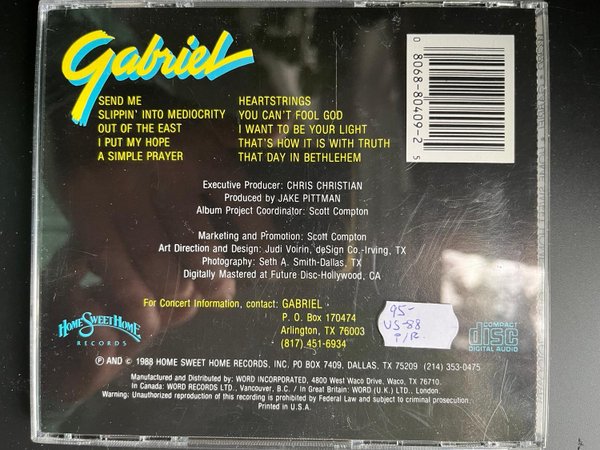 Gabriel
SEND ME
SLIPPIN' INTO MEDIOCRITY
OUT OF THE EAST
I PUT MY HOPE
A SIMPLE PRAYER
HEARTSTRINGS
YOU CAN'T FOOL GOD
I WANT TO BE YOUR LIGHT
THAT'S HOW IT IS WITH TRUTH
THAT DAY IN BETHLEHEM
0 8068-80409-2 5
Executive Producer: CHRIS CHRISTIAN
Produced by JAKE PITTMAN
Album Project Coordinator: Scott Compton
Marketing and Promotion: Scott Compton
Art Direction and Design: Judi Voirin, deSign Co.-Irving, TX
Photography: Seth A. Smith-Dallas, TX
Digitally Mastered at Future Disc-Hollywood, CA
For Concert Information, contact: GABRIEL
P. O. Box 170474
Arlington, TX 76003
(817) 451-6934
95-
US-88
HOME SWEET HOME
RECORDS
COMPACT
disc
DIGITAL AUDIO
Ⓟ AND © 1988 HOME SWEET HOME RECORDS, INC. PO BOX 7409, DALLAS, TX 75209 (214) 353-0475
Manufactured and Distributed by: WORD INCORPORATED, 4800 West Waco Drive, Waco, TX 76710.
In Canada: WORD RECORDS LTD., Vancouver, B.C. / In Great Britain: WORD (U.K.) LTD., London.
Warning: Unauthorized reproduction of this recording is prohibited by Federal Law and subject to criminal prosecution.
Printed in U.S.A.